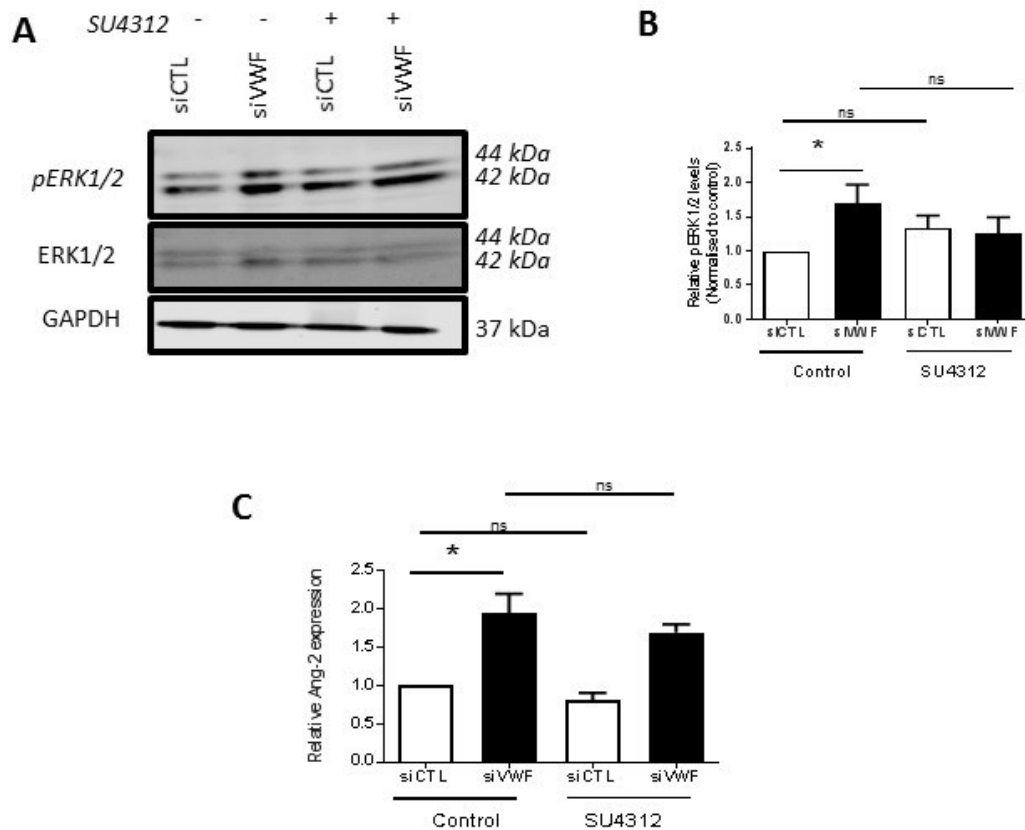 A
SU4312 - - + +
siCTL siVWF siCTL siVWF
pERK1/2
44 kDa
42 kDa
ERK1/2
44 kDa
42 kDa
GAPDH
37 kDa
B
ns
ns
*
Relative pERK1/2 levels
(Normalised to control)
2.5
2.0
1.5
1.0
0.5
0.0
siCTL siVWF siCTL siVWF
Control SU4312
C
ns
ns
*
Relative Ang-2 expression
2.5
2.0
1.5
1.0
0.5
0.0
siCTL siVWF siCTL siVWF
Control SU4312